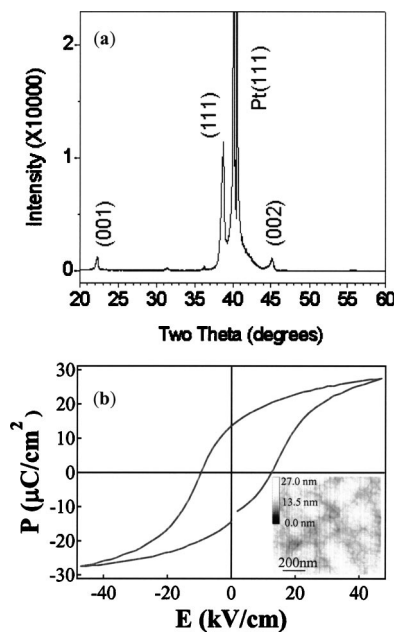 (a)
Intensity (X10000)
2
1
0
(001)
(111)
Pt(111)
(002)
20 25 30 35 40 45 50 55 60
Two Theta (degrees)
(b)
P (μC/cm²)
30
20
10
0
-10
-20
-30
27.0 nm
13.5 nm
0.0 nm
200nm
-40 -20 0 20 40
E (kV/cm)